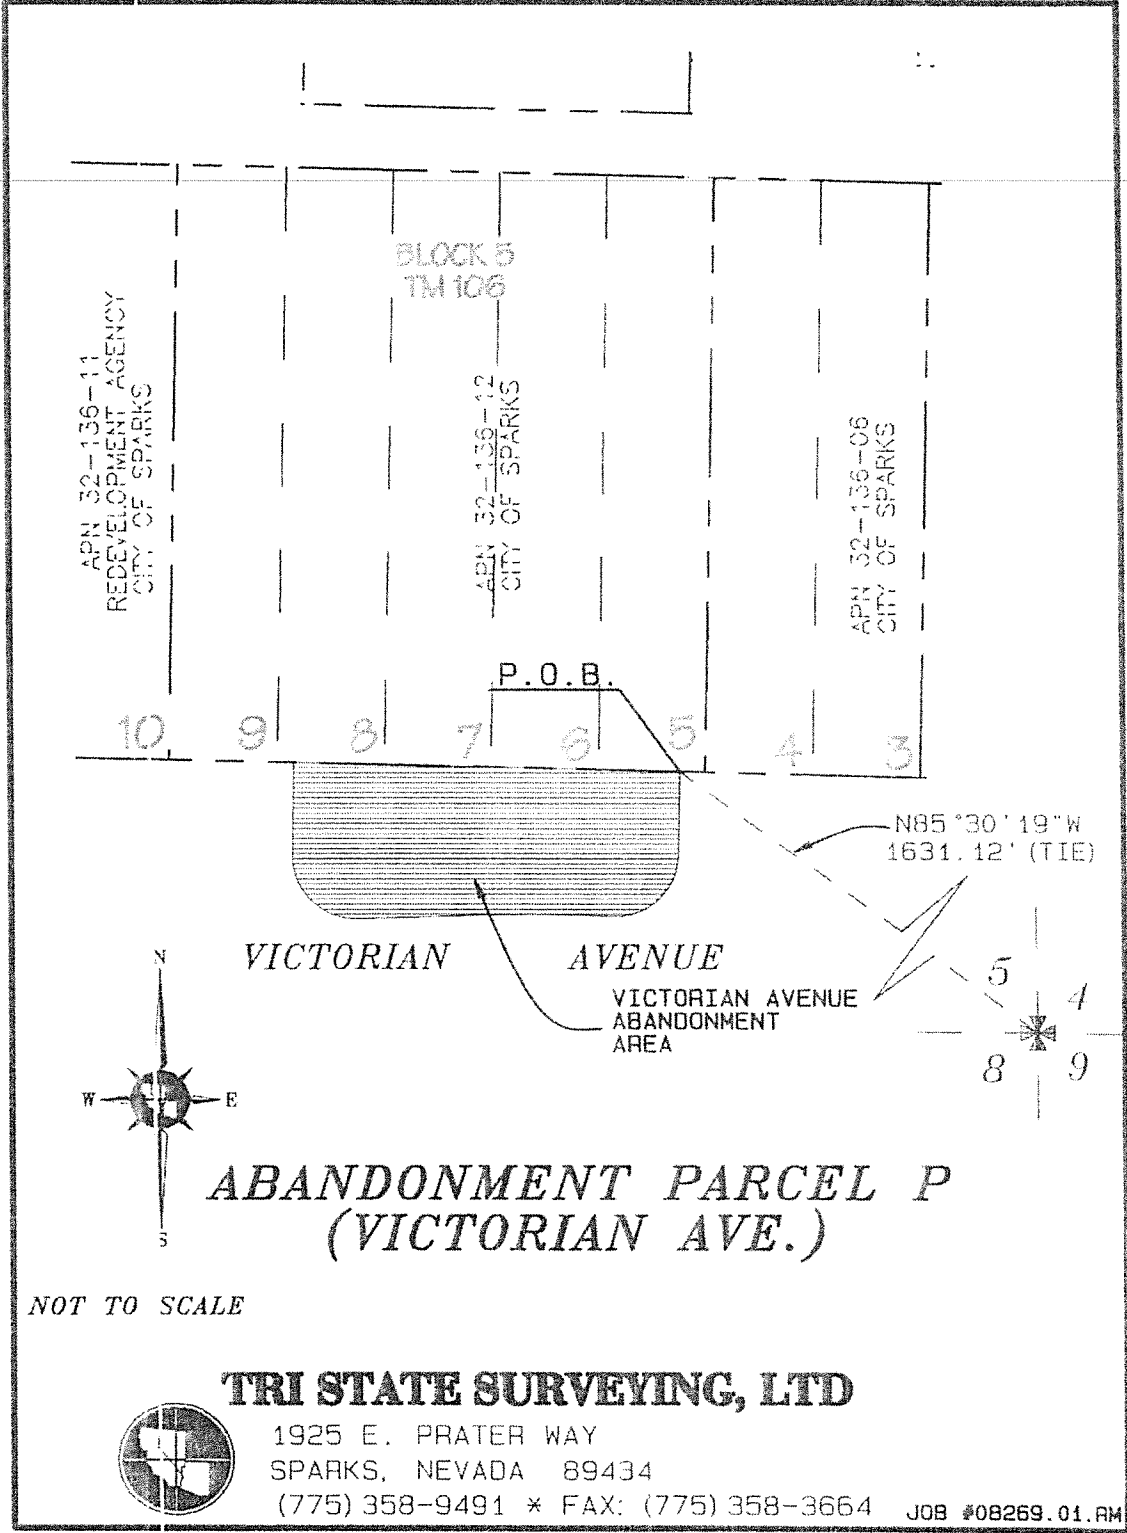 BLOCK 5
TM 106
APN 32-136-11
REDEVELOPMENT AGENCY
CITY OF SPARKS
APN 32-136-12
CITY OF SPARKS
APN 32-136-06
CITY OF SPARKS
P.O.B.
10 9 8 7 6 5 4 3
N85°30'19"W
1631.12' (TIE)
VICTORIAN AVENUE
VICTORIAN AVENUE
ABANDONMENT
AREA
5 4
8 9
N
W E
S
ABANDONMENT PARCEL P
(VICTORIAN AVE.)
NOT TO SCALE
TRI STATE SURVEYING, LTD
1925 E. PRATER WAY
SPARKS, NEVADA 89434
(775) 358-9491 * FAX: (775) 358-3664
JOB #08269.01.RM